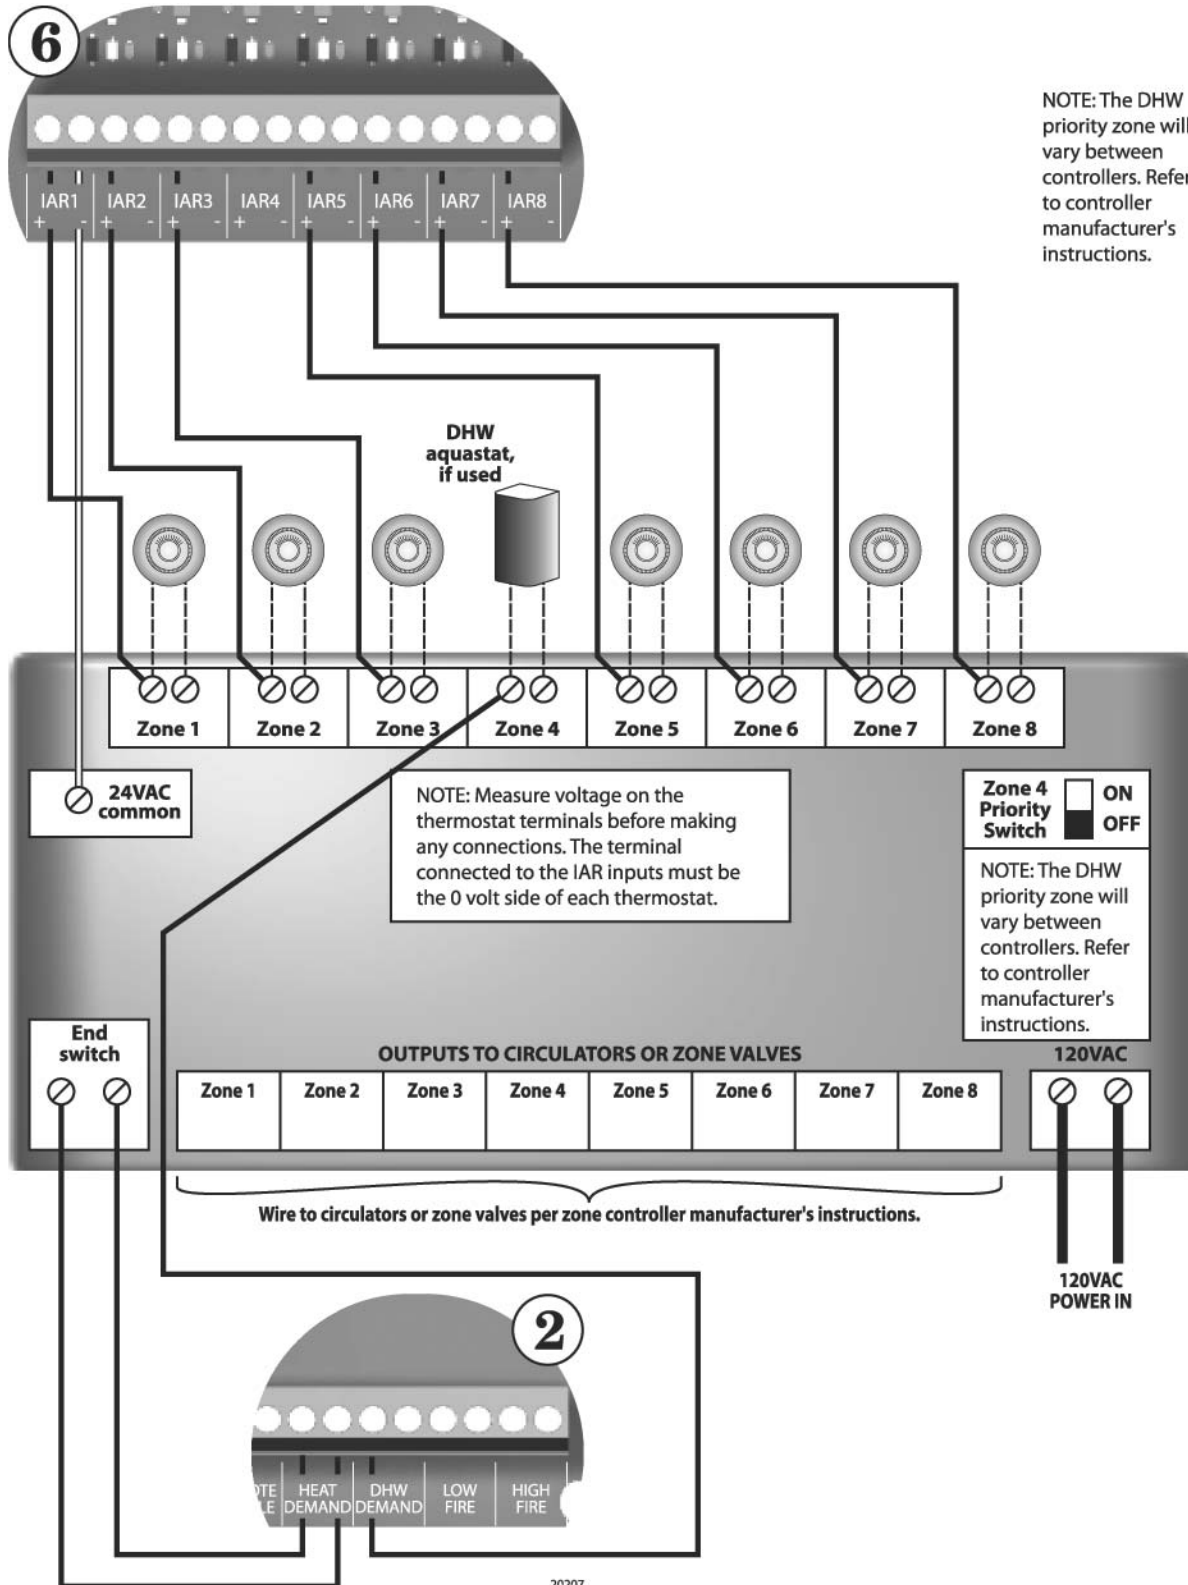 6
NOTE: The DHW
priority zone will
vary between
controllers. Refer
to controller
manufacturer's
instructions.
IAR1 IAR2 IAR3 IAR4 IAR5 IAR6 IAR7 IAR8
+ - + - + - + - + - + - + - + -
DHW
aquastat,
if used
Zone 1 Zone 2 Zone 3 Zone 4 Zone 5 Zone 6 Zone 7 Zone 8
24VAC
common
NOTE: Measure voltage on the
thermostat terminals before making
any connections. The terminal
connected to the IAR inputs must be
the 0 volt side of each thermostat.
Zone 4
Priority
Switch
ON
OFF
NOTE: The DHW
priority zone will
vary between
controllers. Refer
to controller
manufacturer's
instructions.
End
switch
OUTPUTS TO CIRCULATORS OR ZONE VALVES
120VAC
Zone 1 Zone 2 Zone 3 Zone 4 Zone 5 Zone 6 Zone 7 Zone 8
Wire to circulators or zone valves per zone controller manufacturer's instructions.
120VAC
POWER IN
2
HEAT
DEMAND
DHW
DEMAND
LOW
FIRE
HIGH
FIRE